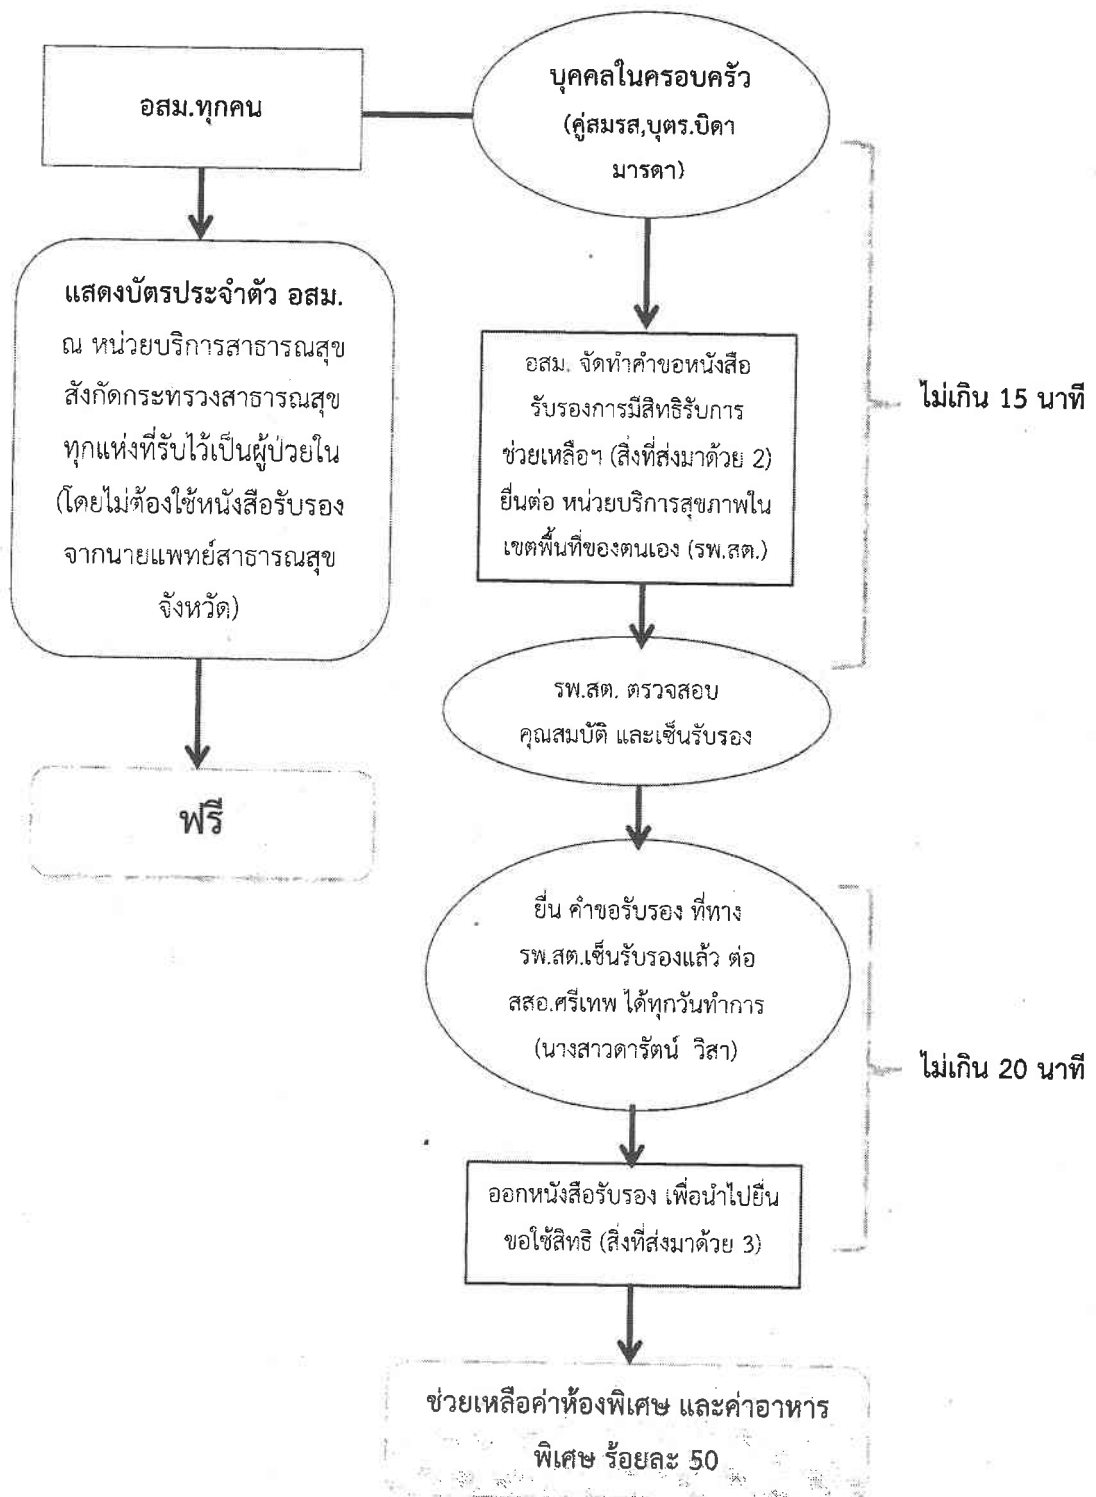 อสม.ทุกคน
บุคคลในครอบครัว
(คู่สมรส,บุตร.บิดา
มารดา)
แสดงบัตรประจำตัว อสม.
ณ หน่วยบริการสาธารณสุข
สังกัดกระทรวงสาธารณสุข
ทุกแห่งที่รับไว้เป็นผู้ป่วยใน
(โดยไม่ต้องใช้หนังสือรับรอง
จากนายแพทย์สาธารณสุข
จังหวัด)
ฟรี
อสม. จัดทำคำขอหนังสือ
รับรองการมีสิทธิรับการ
ช่วยเหลือฯ (สิ่งที่ส่งมาด้วย 2)
ยื่นต่อ หน่วยบริการสุขภาพใน
เขตพื้นที่ของตนเอง (รพ.สต.)
ไม่เกิน 15 นาที
รพ.สต. ตรวจสอบ
คุณสมบัติ และเซ็นรับรอง
ยื่น คำขอรับรอง ที่ทาง
รพ.สต.เซ็นรับรองแล้ว ต่อ
สสอ.ศรีเทพ ได้ทุกวันทำการ
(นางสาวดารัตน์ วิสา)
ไม่เกิน 20 นาที
ออกหนังสือรับรอง เพื่อนำไปยื่น
ขอใช้สิทธิ (สิ่งที่ส่งมาด้วย 3)
ช่วยเหลือค่าห้องพิเศษ และค่าอาหาร
พิเศษ ร้อยละ 50